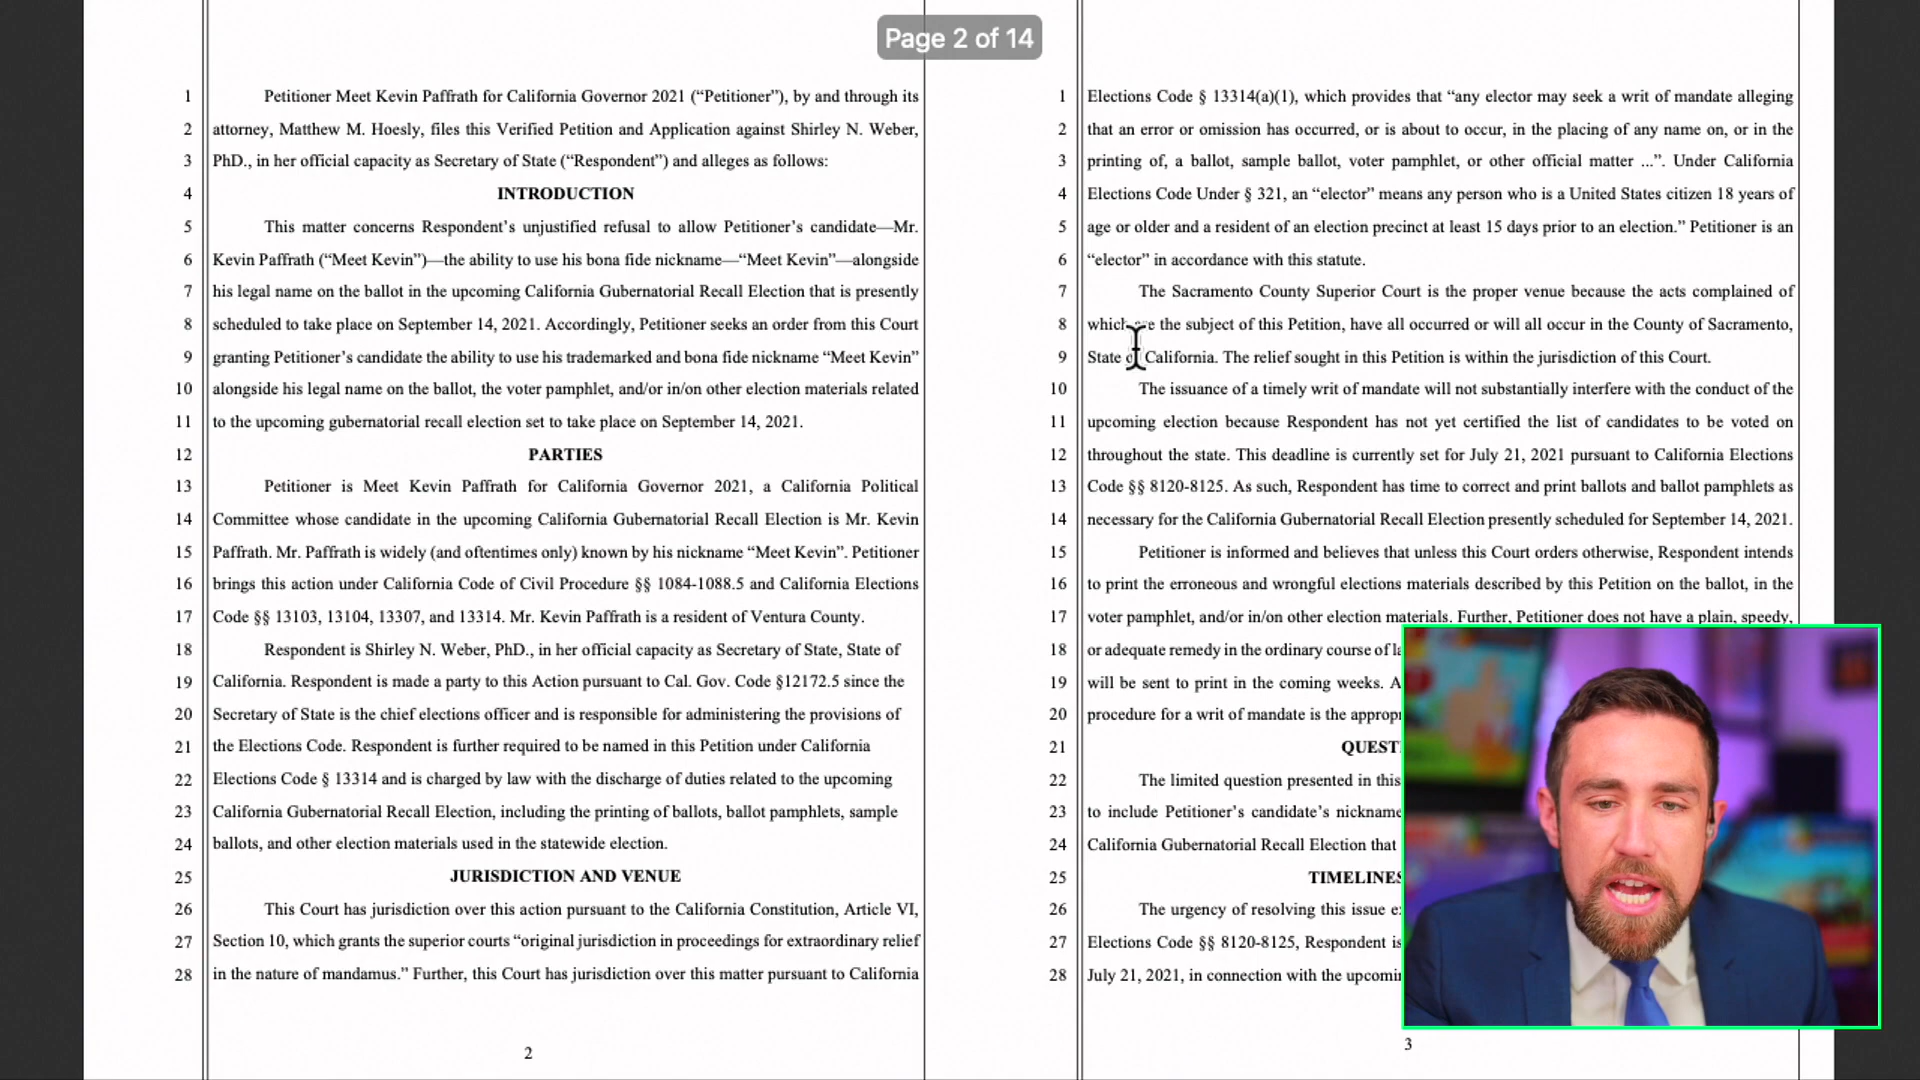 Page 2 of 14
1 Petitioner Meet Kevin Paffrath for California Governor 2021 (“Petitioner”), by and through its
2 attorney, Matthew M. Hoesly, files this Verified Petition and Application against Shirley N. Weber,
3 PhD., in her official capacity as Secretary of State (“Respondent”) and alleges as follows:
4 INTRODUCTION
5 This matter concerns Respondent’s unjustified refusal to allow Petitioner’s candidate—Mr.
6 Kevin Paffrath (“Meet Kevin”)—the ability to use his bona fide nickname—“Meet Kevin”—alongside
7 his legal name on the ballot in the upcoming California Gubernatorial Recall Election that is presently
8 scheduled to take place on September 14, 2021. Accordingly, Petitioner seeks an order from this Court
9 granting Petitioner’s candidate the ability to use his trademarked and bona fide nickname “Meet Kevin”
10 alongside his legal name on the ballot, the voter pamphlet, and/or in/on other election materials related
11 to the upcoming gubernatorial recall election set to take place on September 14, 2021.
12 PARTIES
13 Petitioner is Meet Kevin Paffrath for California Governor 2021, a California Political
14 Committee whose candidate in the upcoming California Gubernatorial Recall Election is Mr. Kevin
15 Paffrath. Mr. Paffrath is widely (and oftentimes only) known by his nickname “Meet Kevin”. Petitioner
16 brings this action under California Code of Civil Procedure §§ 1084-1088.5 and California Elections
17 Code §§ 13103, 13104, 13307, and 13314. Mr. Kevin Paffrath is a resident of Ventura County.
18 Respondent is Shirley N. Weber, PhD., in her official capacity as Secretary of State, State of
19 California. Respondent is made a party to this Action pursuant to Cal. Gov. Code §12172.5 since the
20 Secretary of State is the chief elections officer and is responsible for administering the provisions of
21 the Elections Code. Respondent is further required to be named in this Petition under California
22 Elections Code § 13314 and is charged by law with the discharge of duties related to the upcoming
23 California Gubernatorial Recall Election, including the printing of ballots, ballot pamphlets, sample
24 ballots, and other election materials used in the statewide election.
25 JURISDICTION AND VENUE
26 This Court has jurisdiction over this action pursuant to the California Constitution, Article VI,
27 Section 10, which grants the superior courts “original jurisdiction in proceedings for extraordinary relief
28 in the nature of mandamus.” Further, this Court has jurisdiction over this matter pursuant to California
2
1 Elections Code § 13314(a)(1), which provides that “any elector may seek a writ of mandate alleging
2 that an error or omission has occurred, or is about to occur, in the placing of any name on, or in the
3 printing of, a ballot, sample ballot, voter pamphlet, or other official matter ...”. Under California
4 Elections Code Under § 321, an “elector” means any person who is a United States citizen 18 years of
5 age or older and a resident of an election precinct at least 15 days prior to an election.” Petitioner is an
6 “elector” in accordance with this statute.
7 The Sacramento County Superior Court is the proper venue because the acts complained of
8 which the subject of this Petition, have all occurred or will all occur in the County of Sacramento,
9 State of California. The relief sought in this Petition is within the jurisdiction of this Court.
10 The issuance of a timely writ of mandate will not substantially interfere with the conduct of the
11 upcoming election because Respondent has not yet certified the list of candidates to be voted on
12 throughout the state. This deadline is currently set for July 21, 2021 pursuant to California Elections
13 Code §§ 8120-8125. As such, Respondent has time to correct and print ballots and ballot pamphlets as
14 necessary for the California Gubernatorial Recall Election presently scheduled for September 14, 2021.
15 Petitioner is informed and believes that unless this Court orders otherwise, Respondent intends
16 to print the erroneous and wrongful elections materials described by this Petition on the ballot, in the
17 voter pamphlet, and/or in/on other election materials. Further, Petitioner does not have a plain, speedy,
18 or adequate remedy in the ordinary course of
19 will be sent to print in the coming weeks.
20 procedure for a writ of mandate is the
21
22 The limited question presented in this
23 to include Petitioner’s candidate’s nickname
24 California Gubernatorial Recall Election that
25
26 The urgency of resolving this issue
27 Elections Code §§ 8120-8125, Respondent is
28 July 21, 2021, in connection with the
3